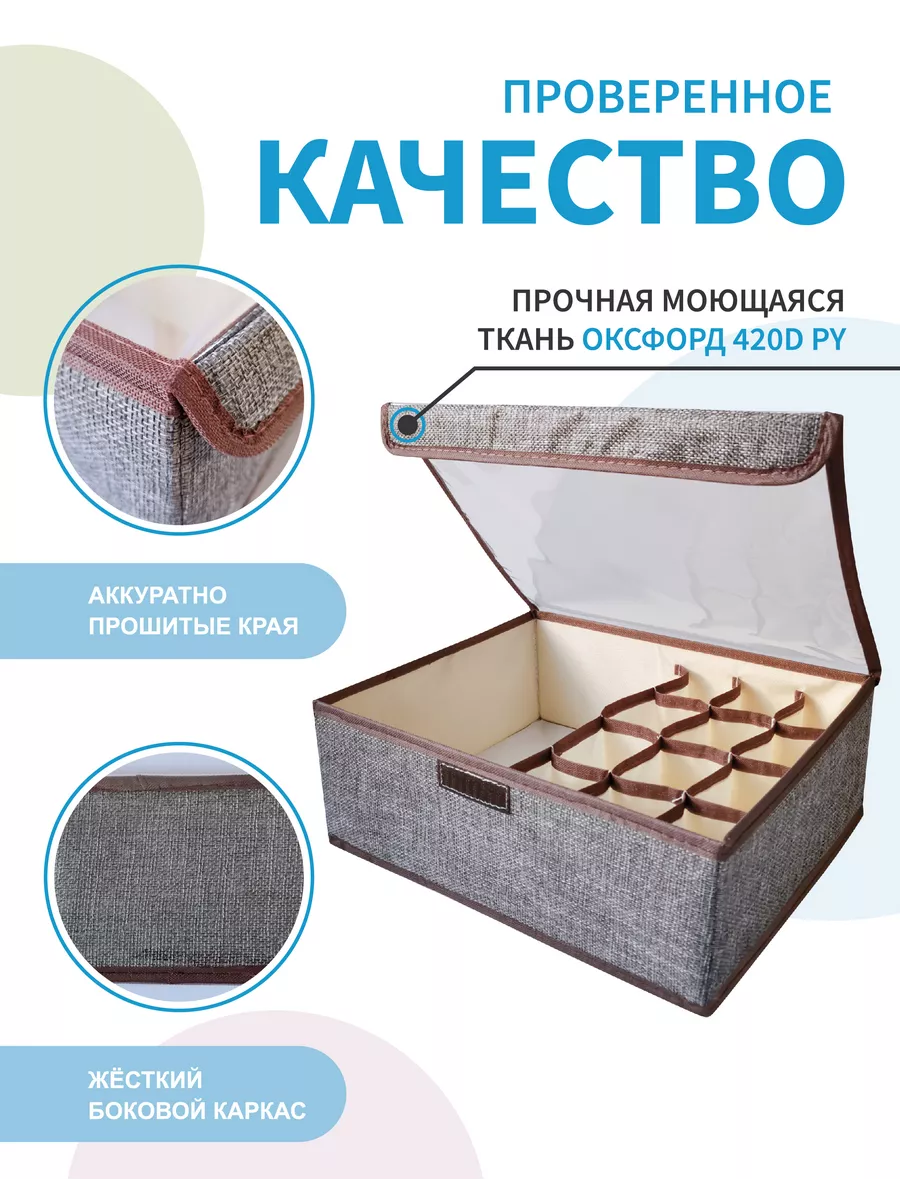 ПРОВЕРЕННОЕ
КАЧЕСТВО
ПРОЧНАЯ МОЮЩАЯСЯ
ТКАНЬ ОКСФОРД 420D PY
АККУРАТНО
ПРОШИТЫЕ КРАЯ
ЖЁСТКИЙ
БОКОВОЙ КАРКАС